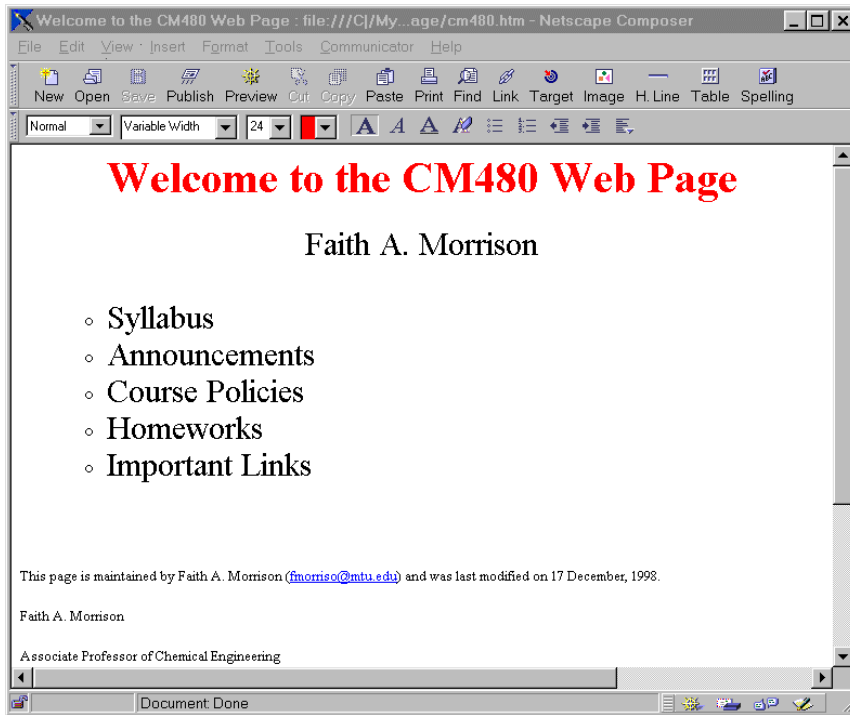 Welcome to the CM480 Web Page : file:///C|/My...age/cm480.htm - Netscape Composer
File Edit View Insert Format Tools Communicator Help
New Open Save Publish Preview Cut Copy Paste Print Find Link Target Image H. Line Table Spelling
Normal Variable Width 24 A A A
Welcome to the CM480 Web Page
Faith A. Morrison
Syllabus
Announcements
Course Policies
Homeworks
Important Links
This page is maintained by Faith A. Morrison (fmorriso@mtu.edu) and was last modified on 17 December, 1998.
Faith A. Morrison
Associate Professor of Chemical Engineering
Document: Done